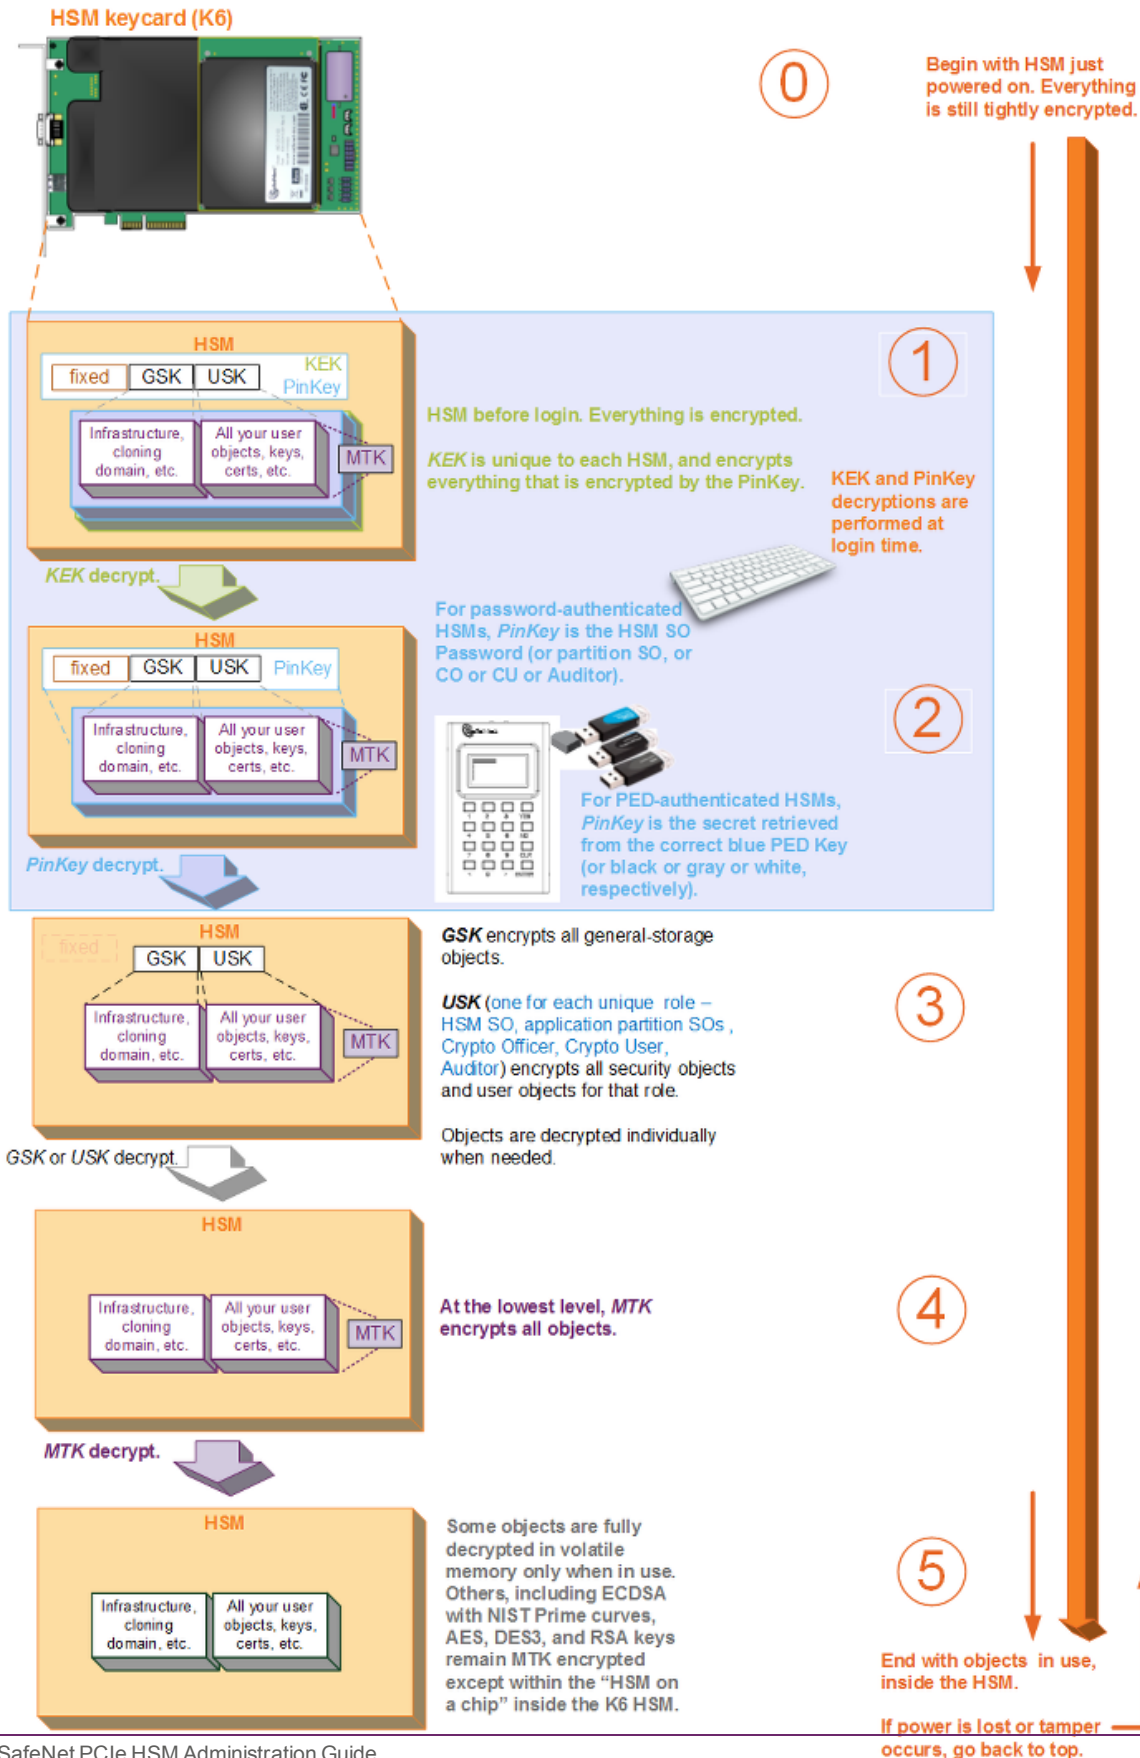 HSM keycard (K6)
0
Begin with HSM just
powered on. Everything
is still tightly encrypted.
HSM
KEK
fixed
GSK
USK
PinKey
Infrastructure,
cloning
domain, etc.
All your user
objects, keys,
certs, etc.
MTK
1
HSM before login. Everything is encrypted.
KEK is unique to each HSM, and encrypts
everything that is encrypted by the PinKey.
KEK and PinKey
decryptions are
performed at
login time.
KEK decrypt.
HSM
fixed
GSK
USK
PinKey
Infrastructure,
cloning
domain, etc.
All your user
objects, keys,
certs, etc.
MTK
For password-authenticated
HSMs, PinKey is the HSM SO
Password (or partition SO, or
CO or CU or Auditor).
2
For PED-authenticated HSMs,
PinKey is the secret retrieved
from the correct blue PED Key
(or black or gray or white,
respectively).
PinKey decrypt.
HSM
fixed
GSK
USK
Infrastructure,
cloning
domain, etc.
All your user
objects, keys,
certs, etc.
MTK
GSK encrypts all general-storage
objects.
USK (one for each unique role –
HSM SO, application partition SOs ,
Crypto Officer, Crypto User,
Auditor) encrypts all security objects
and user objects for that role.
Objects are decrypted individually
when needed.
3
GSK or USK decrypt.
HSM
Infrastructure,
cloning
domain, etc.
All your user
objects, keys,
certs, etc.
MTK
At the lowest level, MTK
encrypts all objects.
4
MTK decrypt.
HSM
Infrastructure,
cloning
domain, etc.
All your user
objects, keys,
certs, etc.
Some objects are fully
decrypted in volatile
memory only when in use.
Others, including ECDSA
with NIST Prime curves,
AES, DES3, and RSA keys
remain MTK encrypted
except within the “HSM on
a chip” inside the K6 HSM.
5
End with objects in use,
inside the HSM.
If power is lost or tamper
occurs, go back to top.
SafeNet PCIe HSM Administration Guide